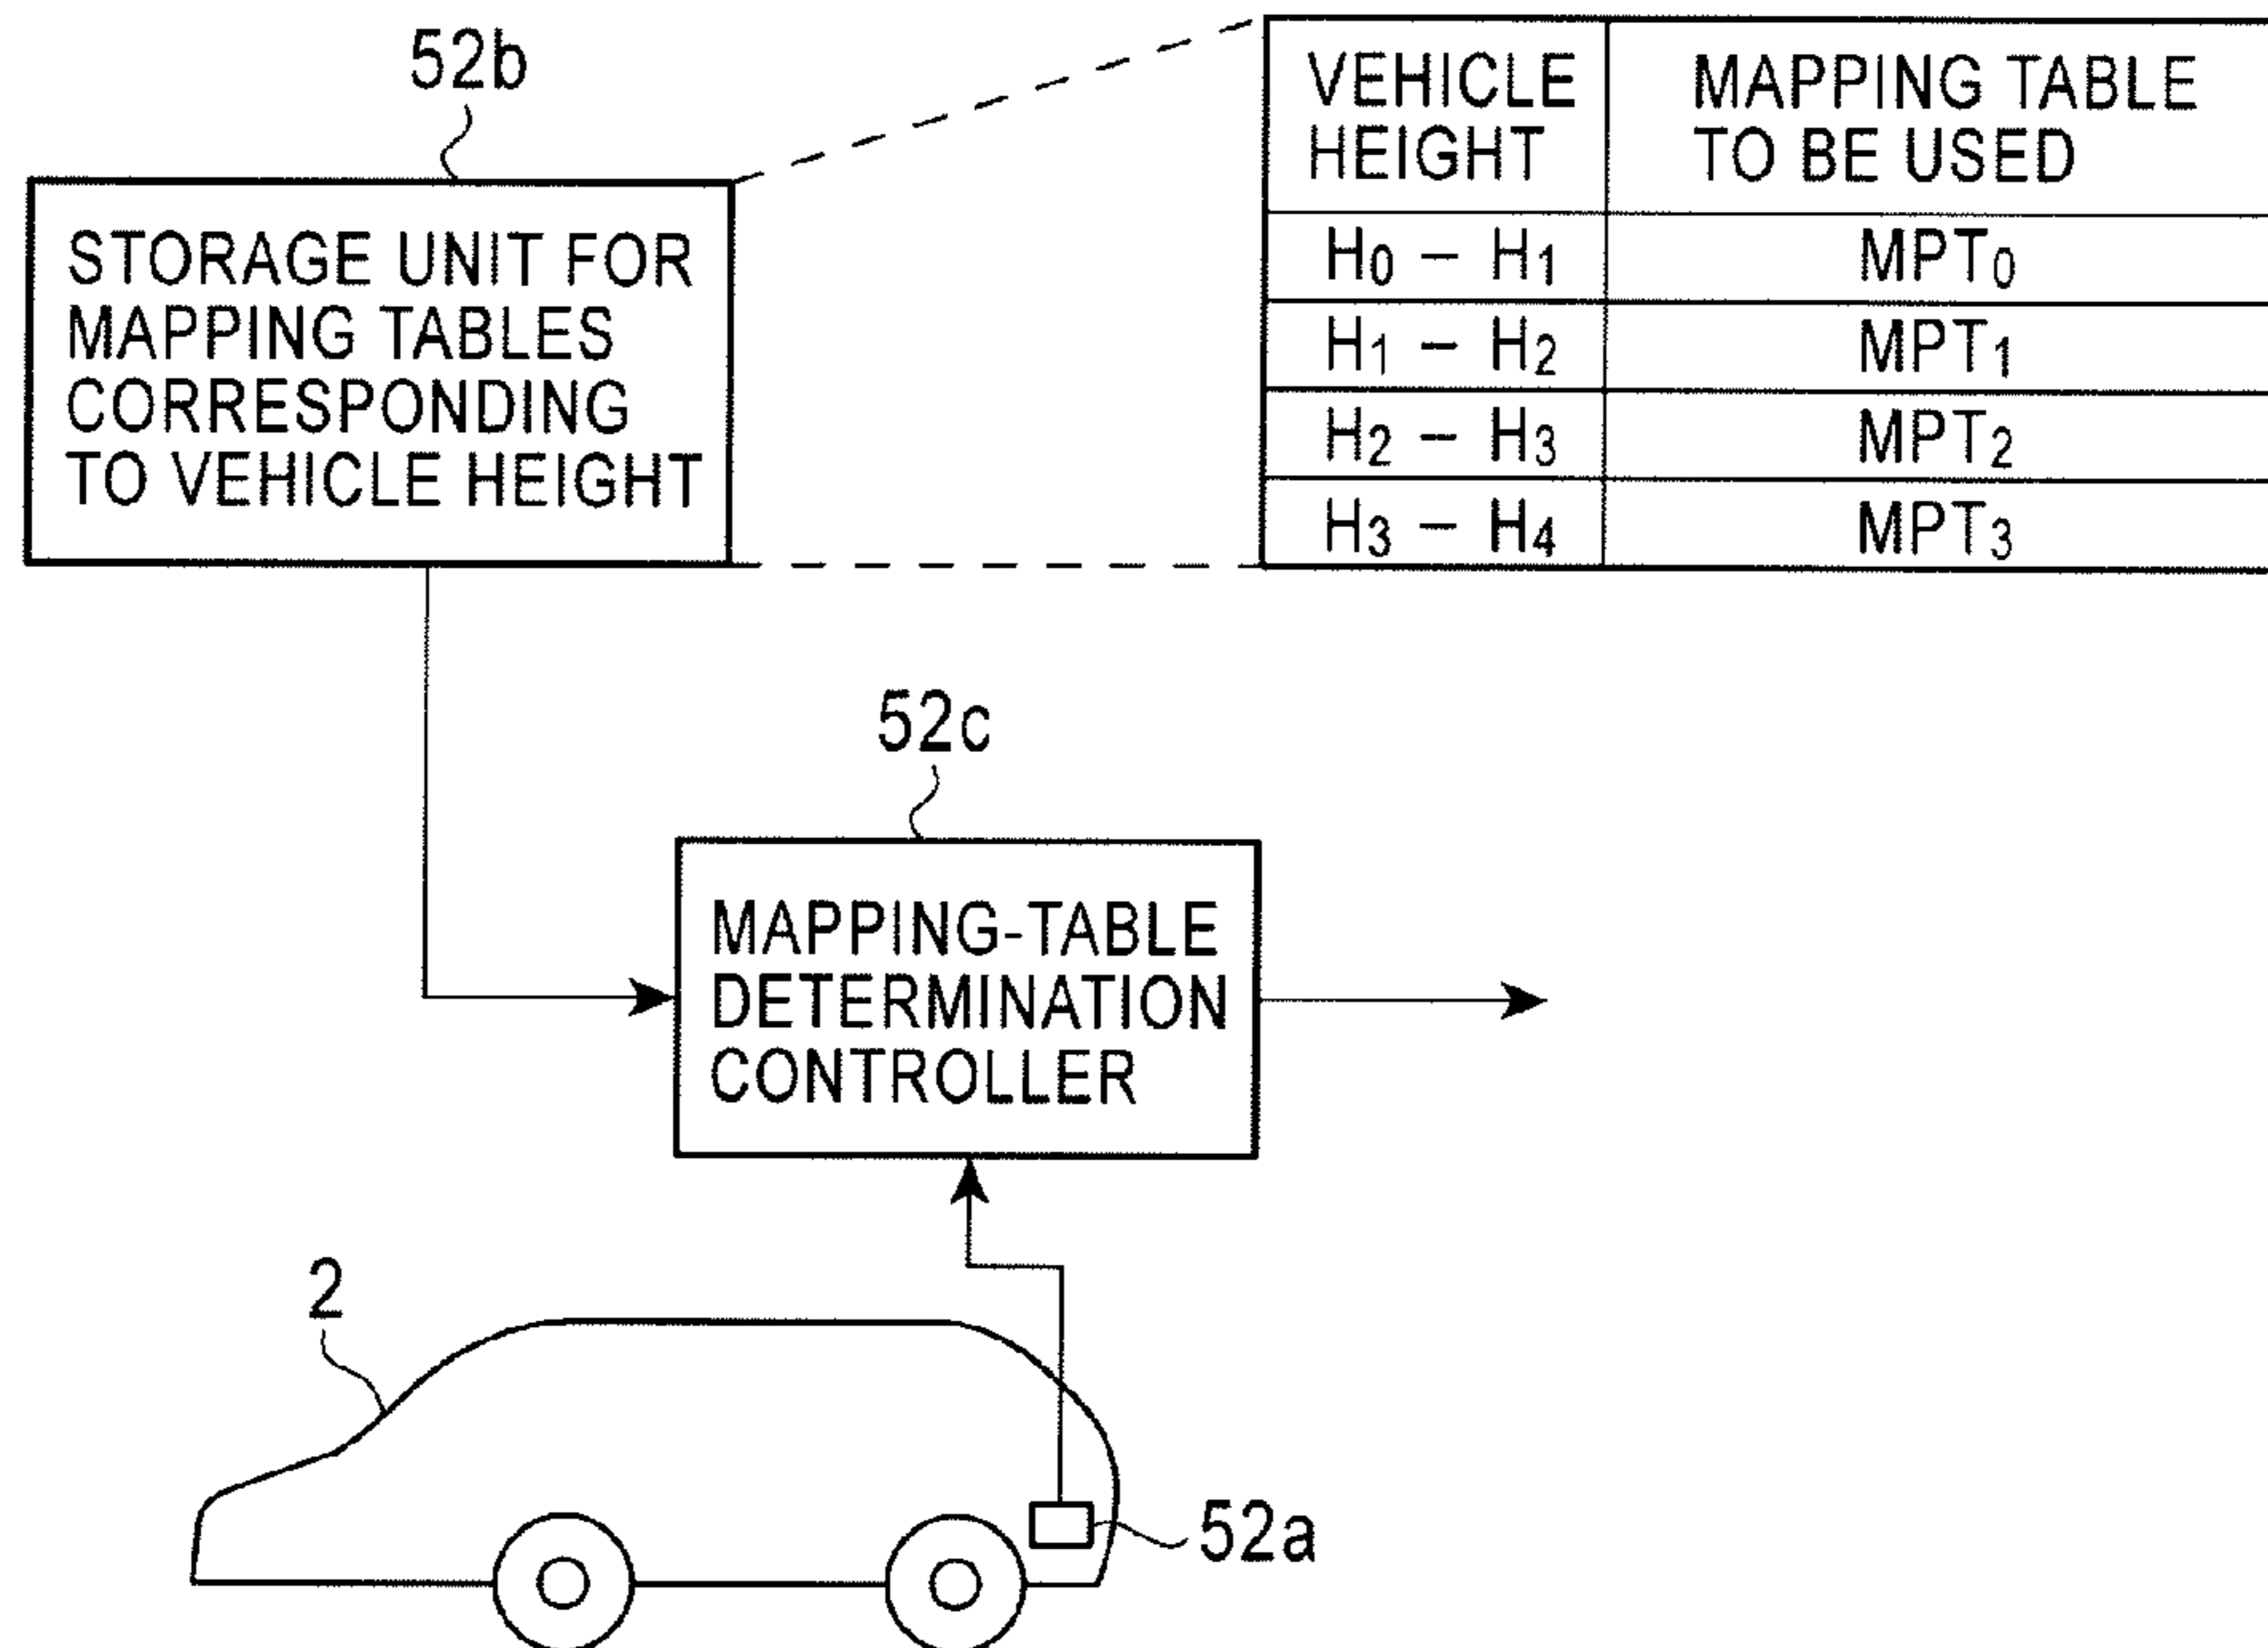 52b
STORAGE UNIT FOR
MAPPING TABLES
CORRESPONDING
TO VEHICLE HEIGHT
VEHICLE HEIGHT
MAPPING TABLE TO BE USED
H₀ – H₁ MPT₀
H₁ – H₂ MPT₁
H₂ – H₃ MPT₂
H₃ – H₄ MPT₃
52c
MAPPING-TABLE
DETERMINATION
CONTROLLER
2
52a